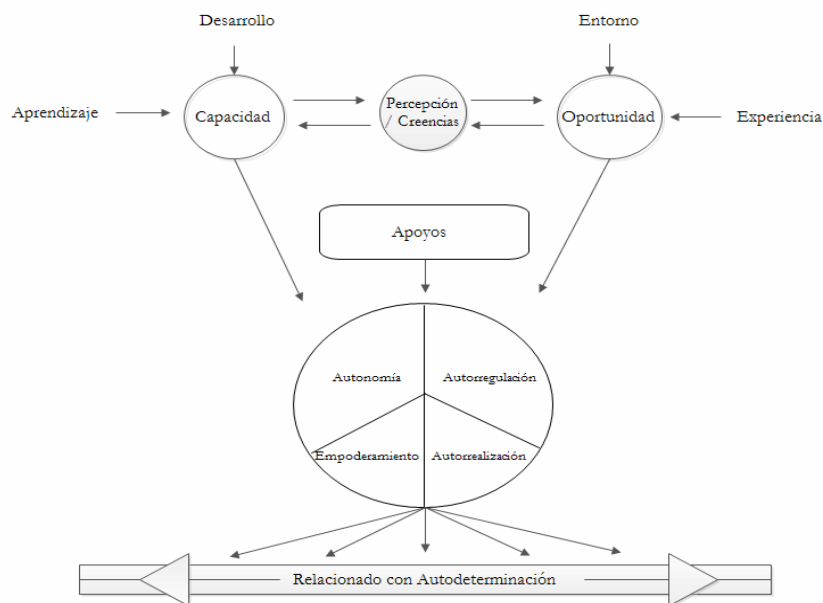 Desarrollo
Entorno
Aprendizaje
Capacidad
Percepción
/ Creencias
Oportunidad
Experiencia
Apoyos
Autonomía
Autorregulación
Empoderamiento
Autorrealización
Relacionado con Autodeterminación